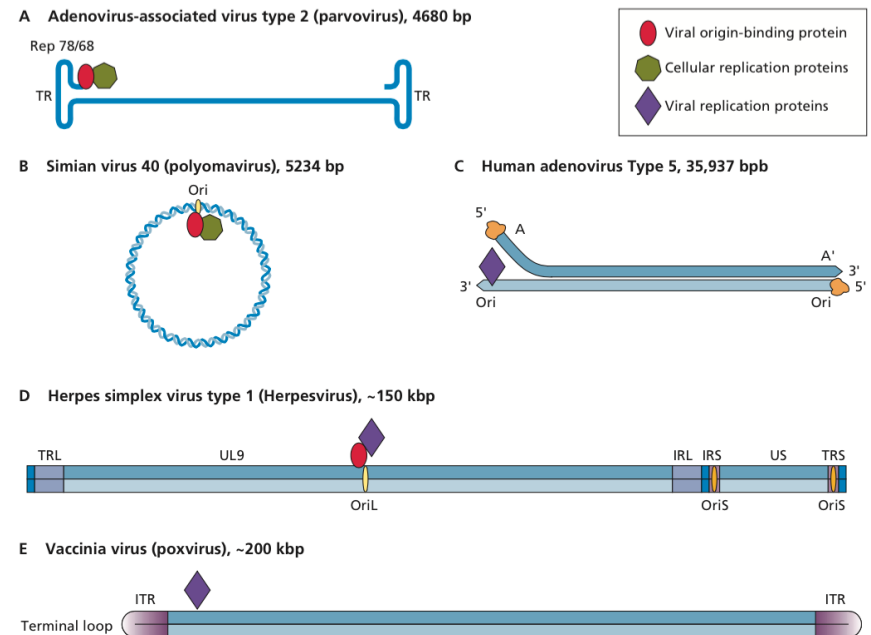 A Adenovirus-associated virus type 2 (parvovirus), 4680 bp
Rep 78/68
TR
TR
Viral origin-binding protein
Cellular replication proteins
Viral replication proteins
B Simian virus 40 (polyomavirus), 5234 bp
Ori
C Human adenovirus Type 5, 35,937 bpb
5'
A
A'
3'
3'
5'
Ori
Ori
D Herpes simplex virus type 1 (Herpesvirus), ~150 kbp
TRL UL9 IRL IRS US TRS
OriL OriS OriS
E Vaccinia virus (poxvirus), ~200 kbp
ITR ITR
Terminal loop